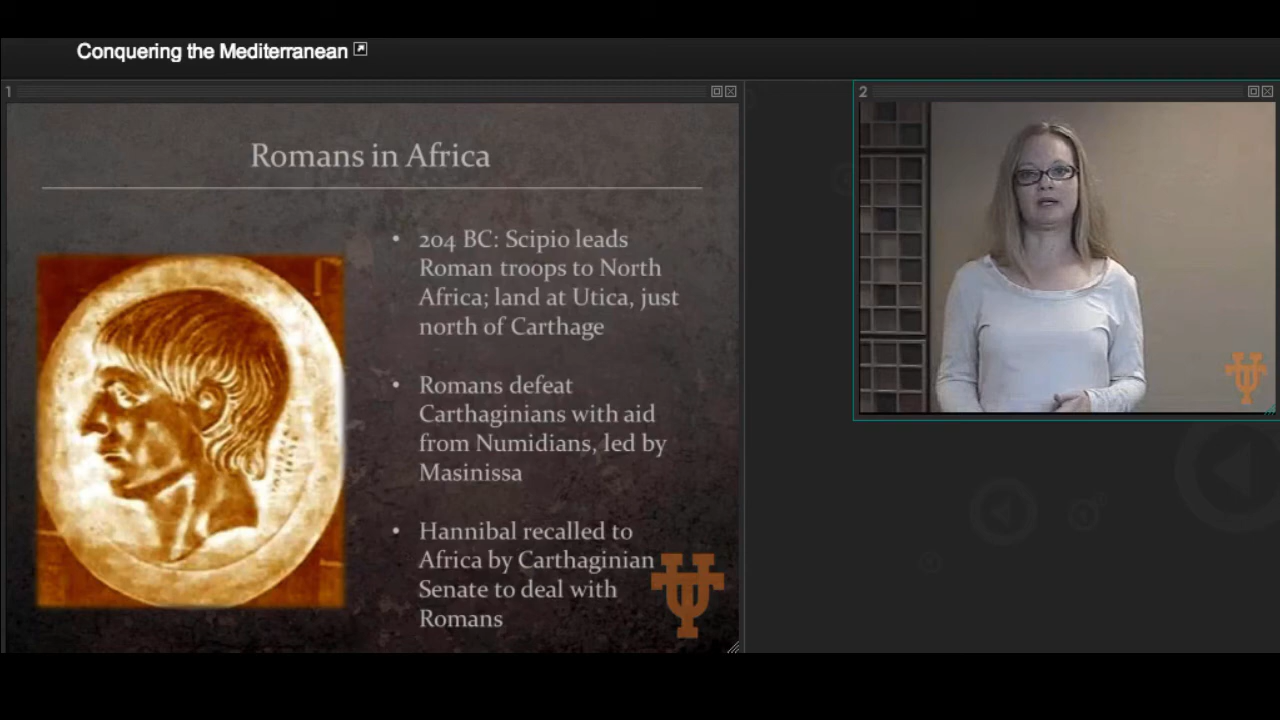 Conquering the Mediterranean
1
2
Romans in Africa
• 204 BC: Scipio leads
Roman troops to North
Africa; land at Utica, just
north of Carthage
• Romans defeat
Carthaginians with aid
from Numidians, led by
Masinissa
• Hannibal recalled to
Africa by Carthaginian
Senate to deal with
Romans
UT
UT